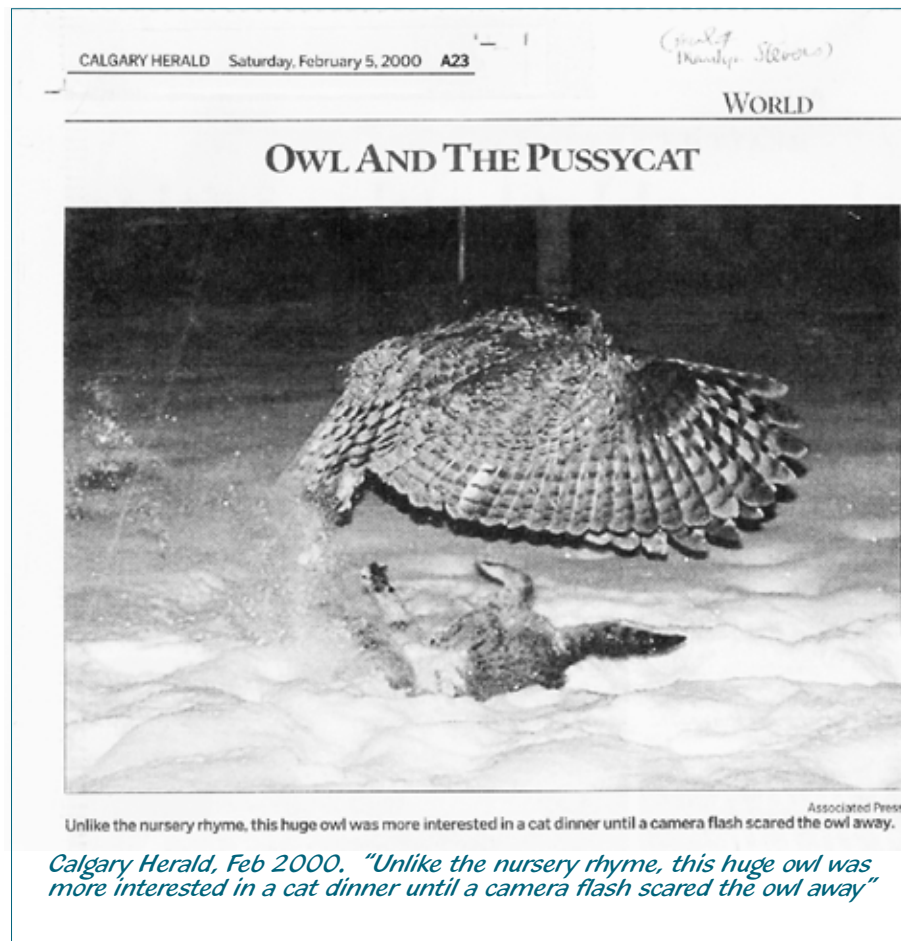 CALGARY HERALD Saturday, February 5, 2000 A23
Stevens)
WORLD
OWL AND THE PUSSYCAT
Associated Press
Unlike the nursery rhyme, this huge owl was more interested in a cat dinner until a camera flash scared the owl away.
Calgary Herald, Feb 2000. “Unlike the nursery rhyme, this huge owl was
more interested in a cat dinner until a camera flash scared the owl away”